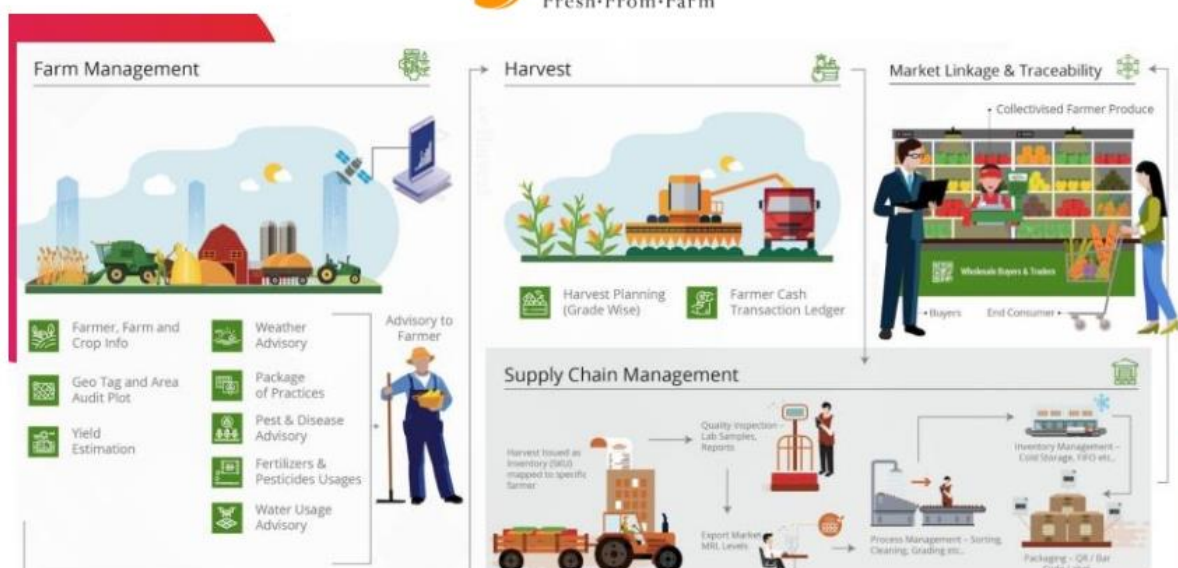 Fresh·From·Farm
Farm Management
Farmer, Farm and
Crop Info
Geo Tag and Area
Audit Plot
Yield
Estimation
Weather
Advisory
Package
of Practices
Pest & Disease
Advisory
Fertilizers &
Pesticides Usages
Water Usage
Advisory
Advisory to
Farmer
Harvest
Harvest Planning
(Grade Wise)
Farmer Cash
Transaction Ledger
Market Linkage & Traceability
Collectivised Farmer Produce
Wholesale Buyers & Traders
Buyers
End Consumer
Supply Chain Management
Harvest Issued as
Inventory (SKU)
mapped to specific
farmer
Quality Inspection –
Lab Samples,
Reports
Export Market
MRL Levels
Process Management – Sorting,
Cleaning, Grading etc..
Inventory Management –
Cold Storage, FIFO etc..
Packaging – QR / Bar